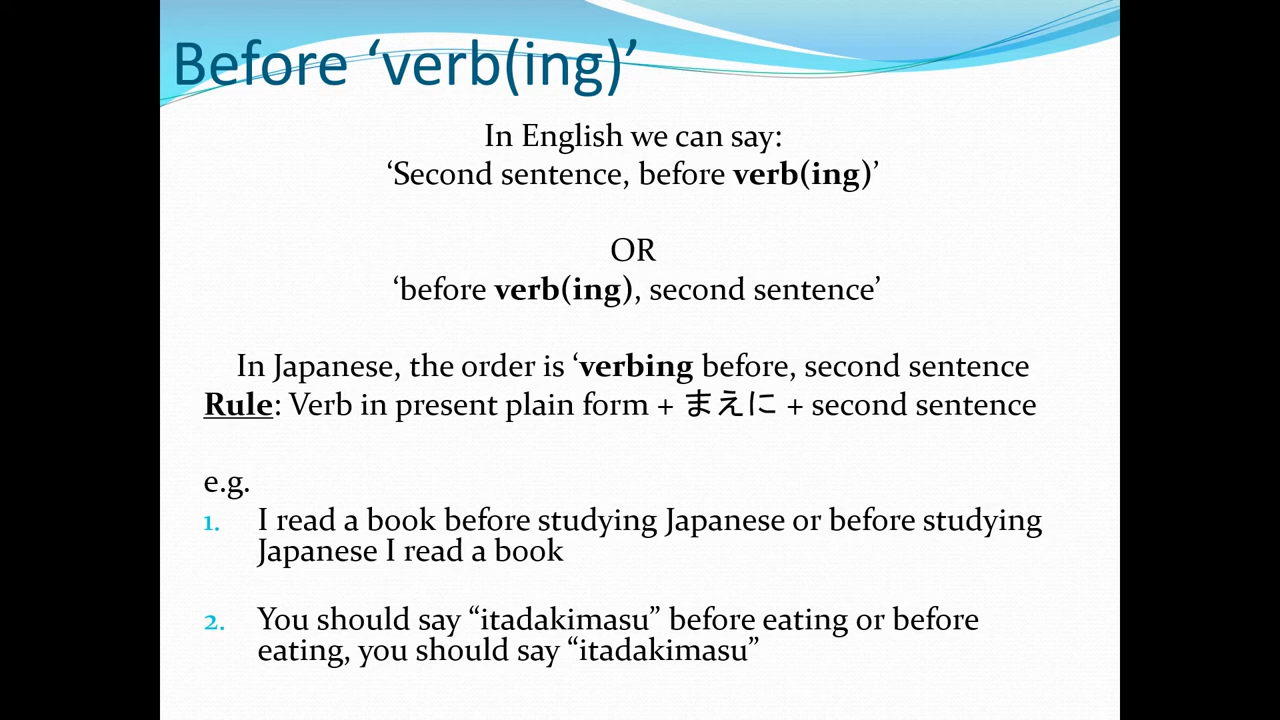 Before ‘verb(ing)’
In English we can say:
‘Second sentence, before verb(ing)’
OR
‘before verb(ing), second sentence’
In Japanese, the order is ‘verbing before, second sentence
Rule: Verb in present plain form + まえに + second sentence
e.g.
1. I read a book before studying Japanese or before studying
Japanese I read a book
2. You should say “itadakimasu” before eating or before
eating, you should say “itadakimasu”